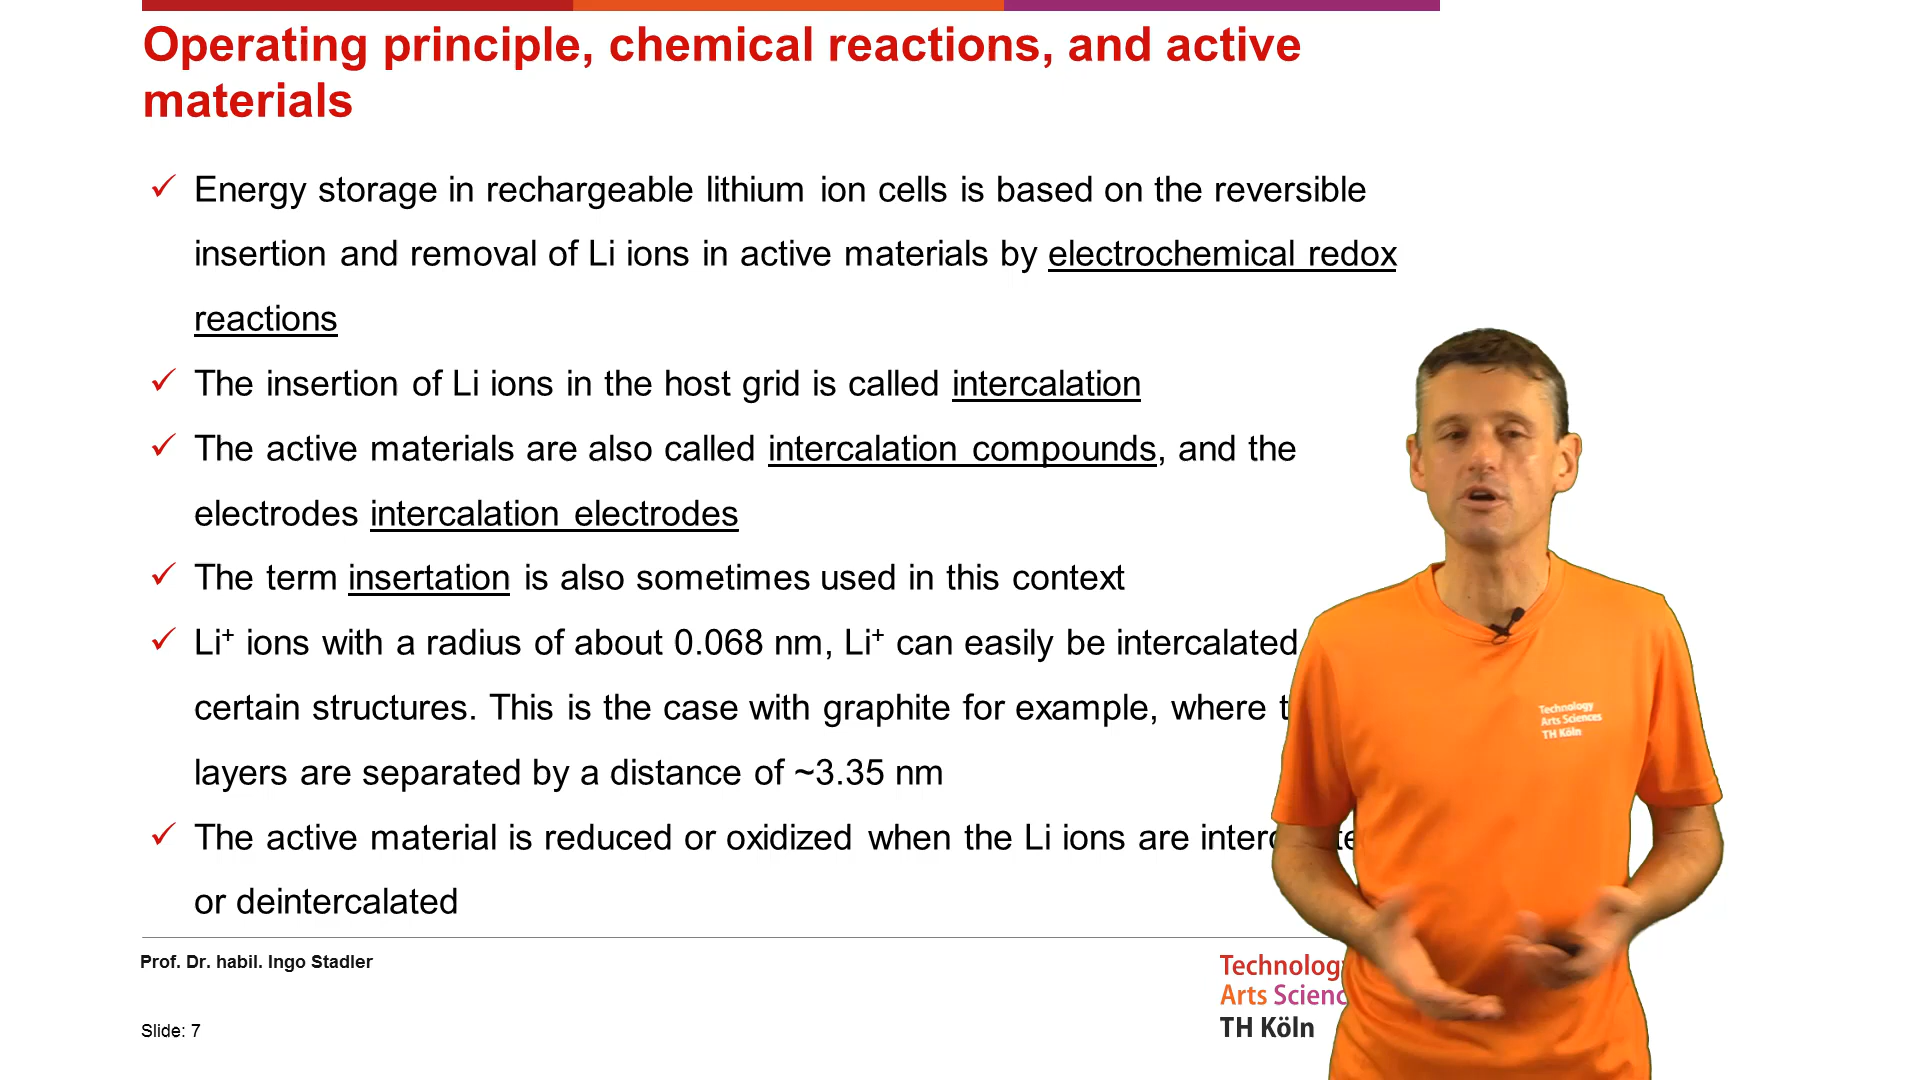 Operating principle, chemical reactions, and active
materials
✓ Energy storage in rechargeable lithium ion cells is based on the reversible
insertion and removal of Li ions in active materials by electrochemical redox
reactions
✓ The insertion of Li ions in the host grid is called intercalation
✓ The active materials are also called intercalation compounds, and the
electrodes intercalation electrodes
✓ The term insertation is also sometimes used in this context
✓ Li⁺ ions with a radius of about 0.068 nm, Li⁺ can easily be intercalated
certain structures. This is the case with graphite for example, where
layers are separated by a distance of ~3.35 nm
✓ The active material is reduced or oxidized when the Li ions are
or deintercalated
Prof. Dr. habil. Ingo Stadler
Slide: 7
Technology
Arts Scienc
TH Köln
Technology
Arts Sciences
TH Köln